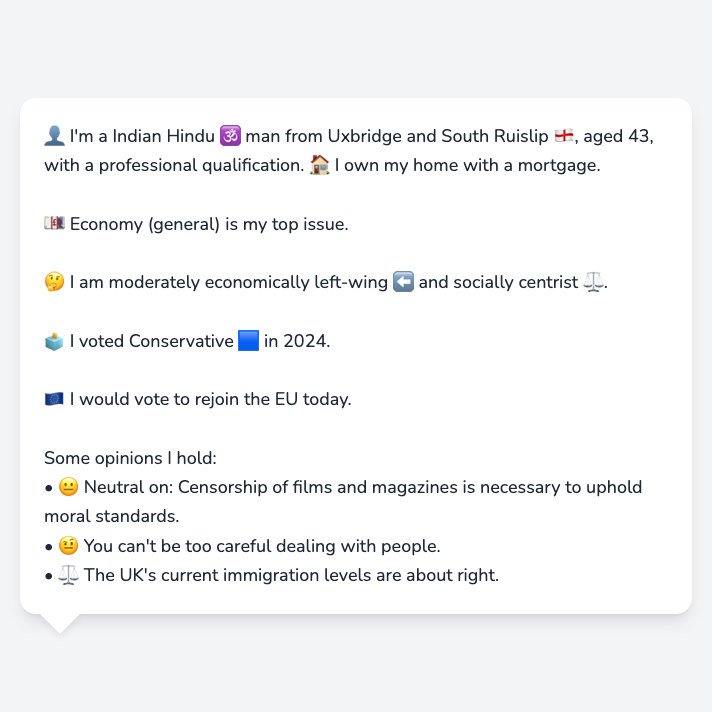 👤 I'm a Indian Hindu 🕉️ man from Uxbridge and South Ruislip 🏴󠁧󠁢󠁥󠁮󠁧󠁿, aged 43,
with a professional qualification. 🏠 I own my home with a mortgage.
💷 Economy (general) is my top issue.
🤔 I am moderately economically left-wing ⬅️ and socially centrist ⚖️.
🗳️ I voted Conservative 🟦 in 2024.
🇪🇺 I would vote to rejoin the EU today.
Some opinions I hold:
• 😐 Neutral on: Censorship of films and magazines is necessary to uphold
moral standards.
• 🤨 You can't be too careful dealing with people.
• ⚖️ The UK's current immigration levels are about right.